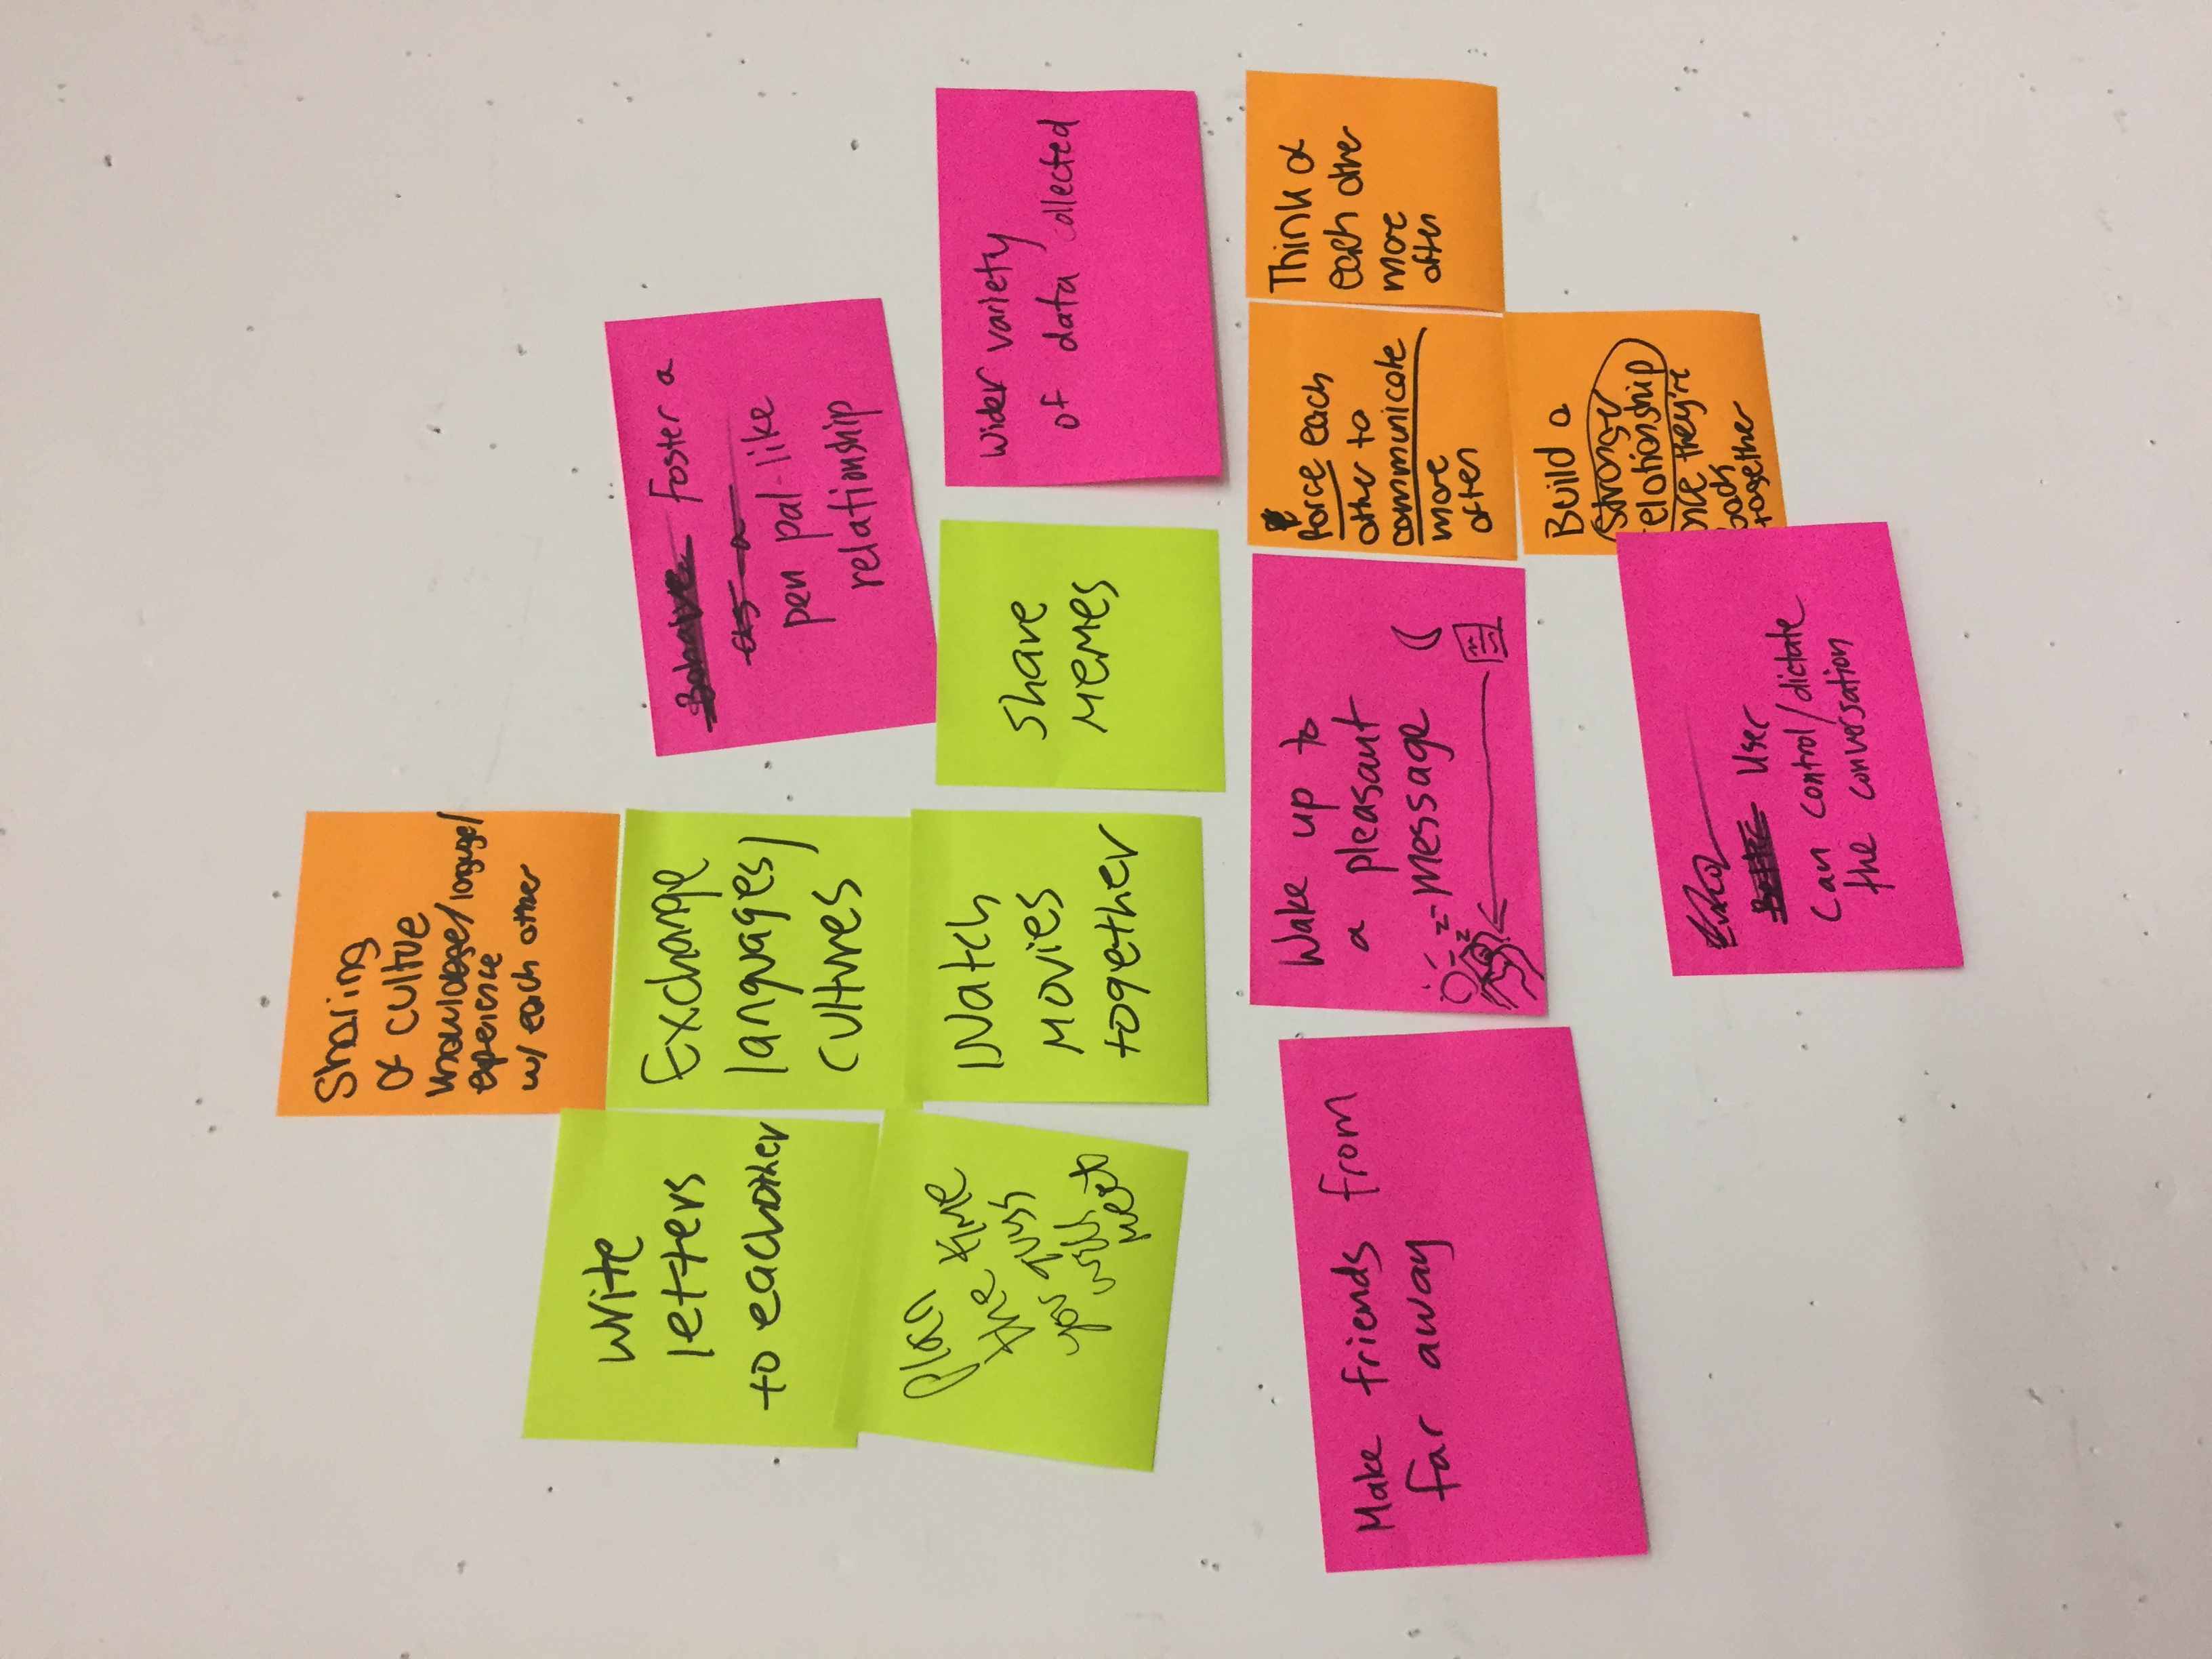 Sharing
of cultue
knowledge/language/
experience
w/ each other
Write
letters
to eachother
Exchange
languages,
cultures
Behave Foster a
as a
pen pal-like
relationship
Plan
the time
you guys
will
meet
Watch
movies
together
share
memes
Wider variety
of data collected
Make friends from
far away
Wake up to
a pleasant
message
z z
Force each
other to
communicate
more
often
Think of
each other
more
often
Build a
stronger
relationship
once they're
back
together
Better User
Can control/dictate
the conversation